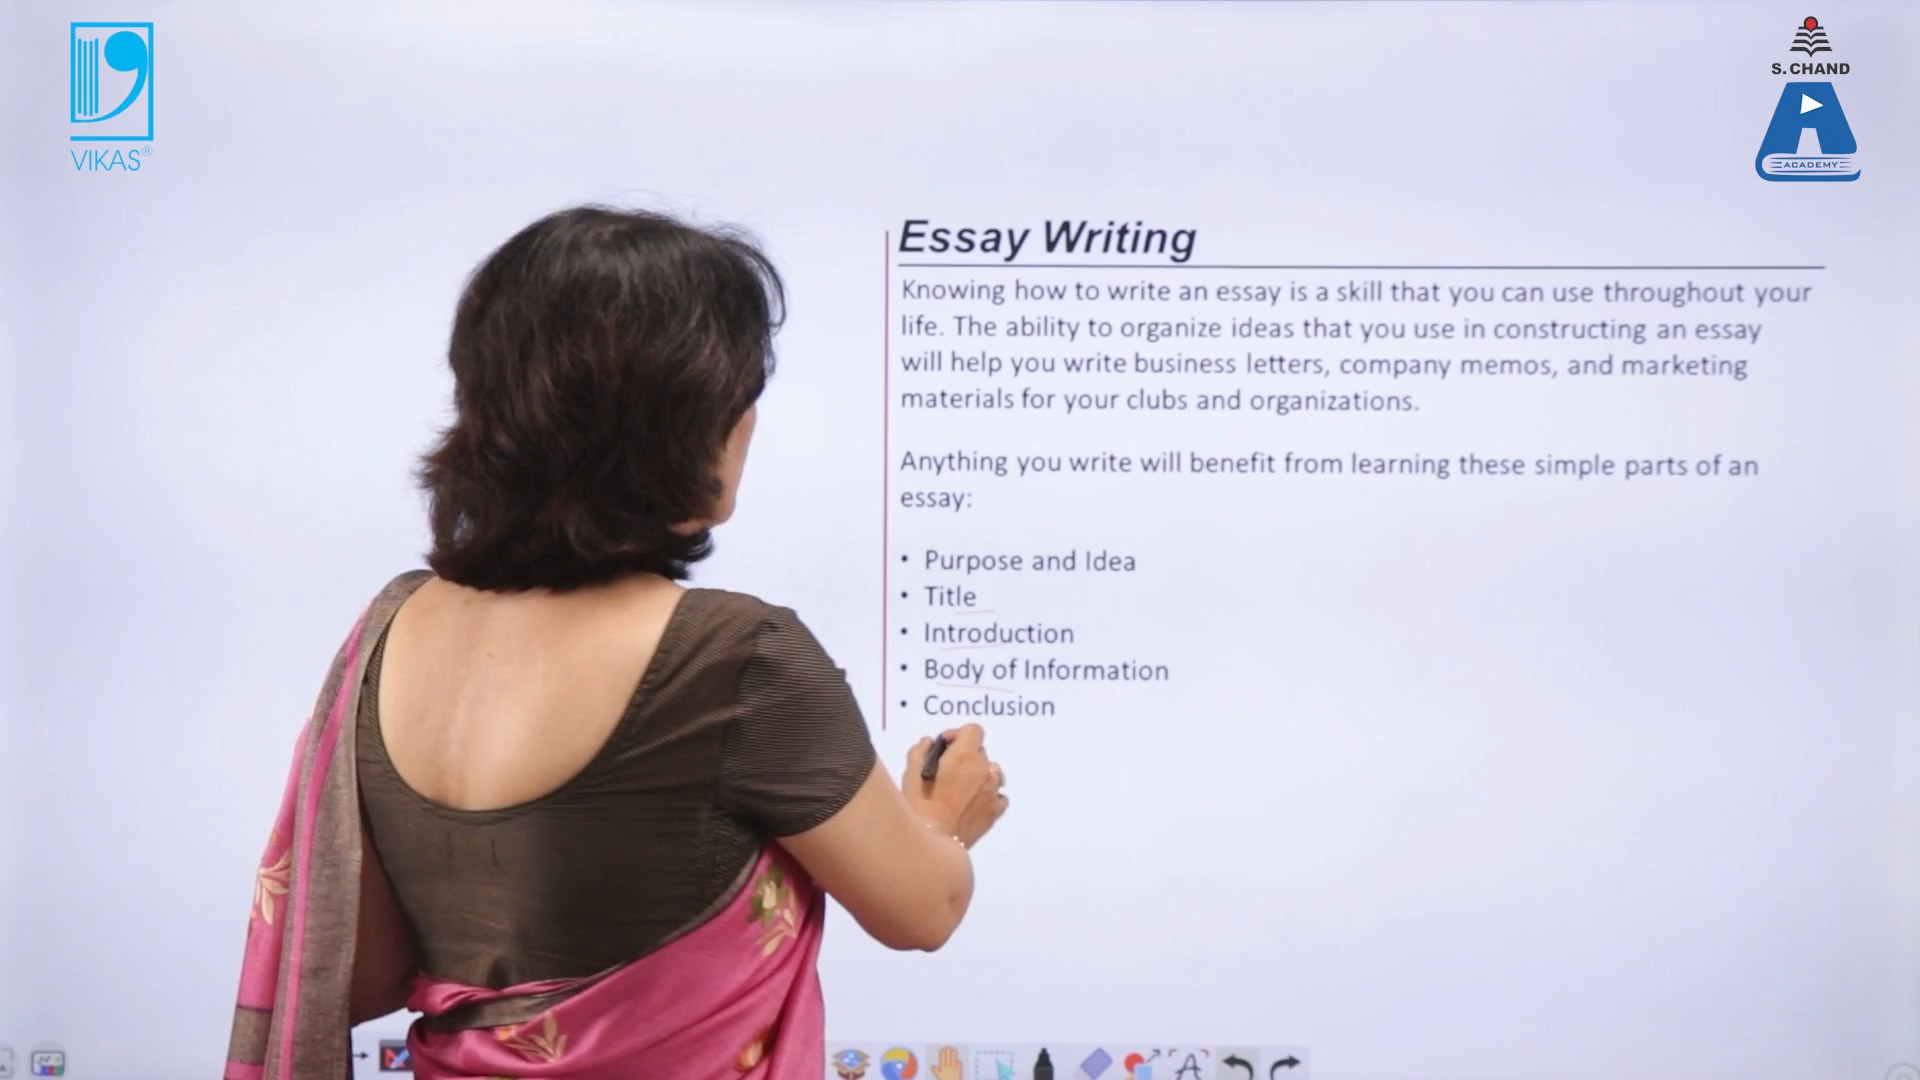 VIKAS®
S. CHAND
ACADEMY
Essay Writing
Knowing how to write an essay is a skill that you can use throughout your
life. The ability to organize ideas that you use in constructing an essay
will help you write business letters, company memos, and marketing
materials for your clubs and organizations.
Anything you write will benefit from learning these simple parts of an
essay:
• Purpose and Idea
• Title
• Introduction
• Body of Information
• Conclusion